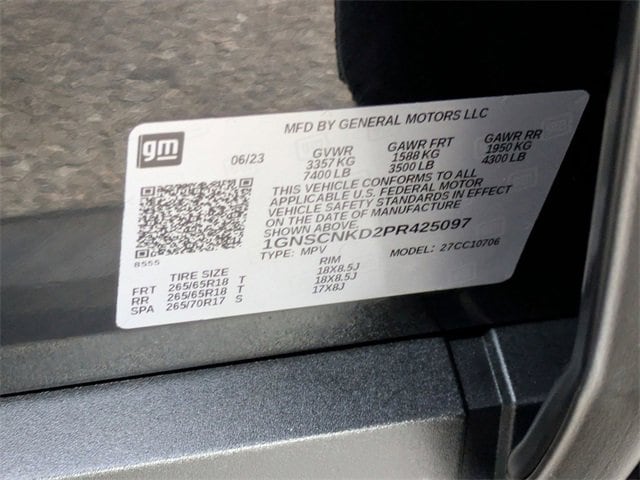 gm
MFD BY GENERAL MOTORS LLC
06/23 GVWR GAWR FRT GAWR RR
3357 KG 1588 KG 1950 KG
7400 LB 3500 LB 4300 LB
THIS VEHICLE CONFORMS TO ALL
APPLICABLE U.S. FEDERAL MOTOR
VEHICLE SAFETY STANDARDS IN EFFECT
ON THE DATE OF MANUFACTURE
SHOWN ABOVE.
1GNSCNKD2PR425097
TYPE: MPV MODEL: 27CC10706
8555
TIRE SIZE RIM
FRT 265/65R18 T 18X8.5J
RR 265/65R18 T 18X8.5J
SPA 265/70R17 S 17X8J